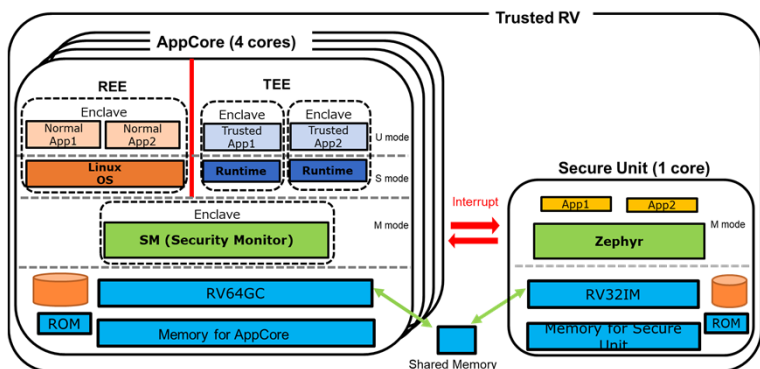 Trusted RV
AppCore (4 cores)
REE
TEE
Enclave
Normal
App1
Normal
App2
Enclave
Trusted
App1
Enclave
Trusted
App2
U mode
Linux
OS
Runtime
Runtime
S mode
Enclave
SM (Security Monitor)
M mode
RV64GC
ROM
Memory for AppCore
Interrupt
Shared Memory
Secure Unit (1 core)
App1
App2
M mode
Zephyr
RV32IM
Memory for Secure
Unit
ROM